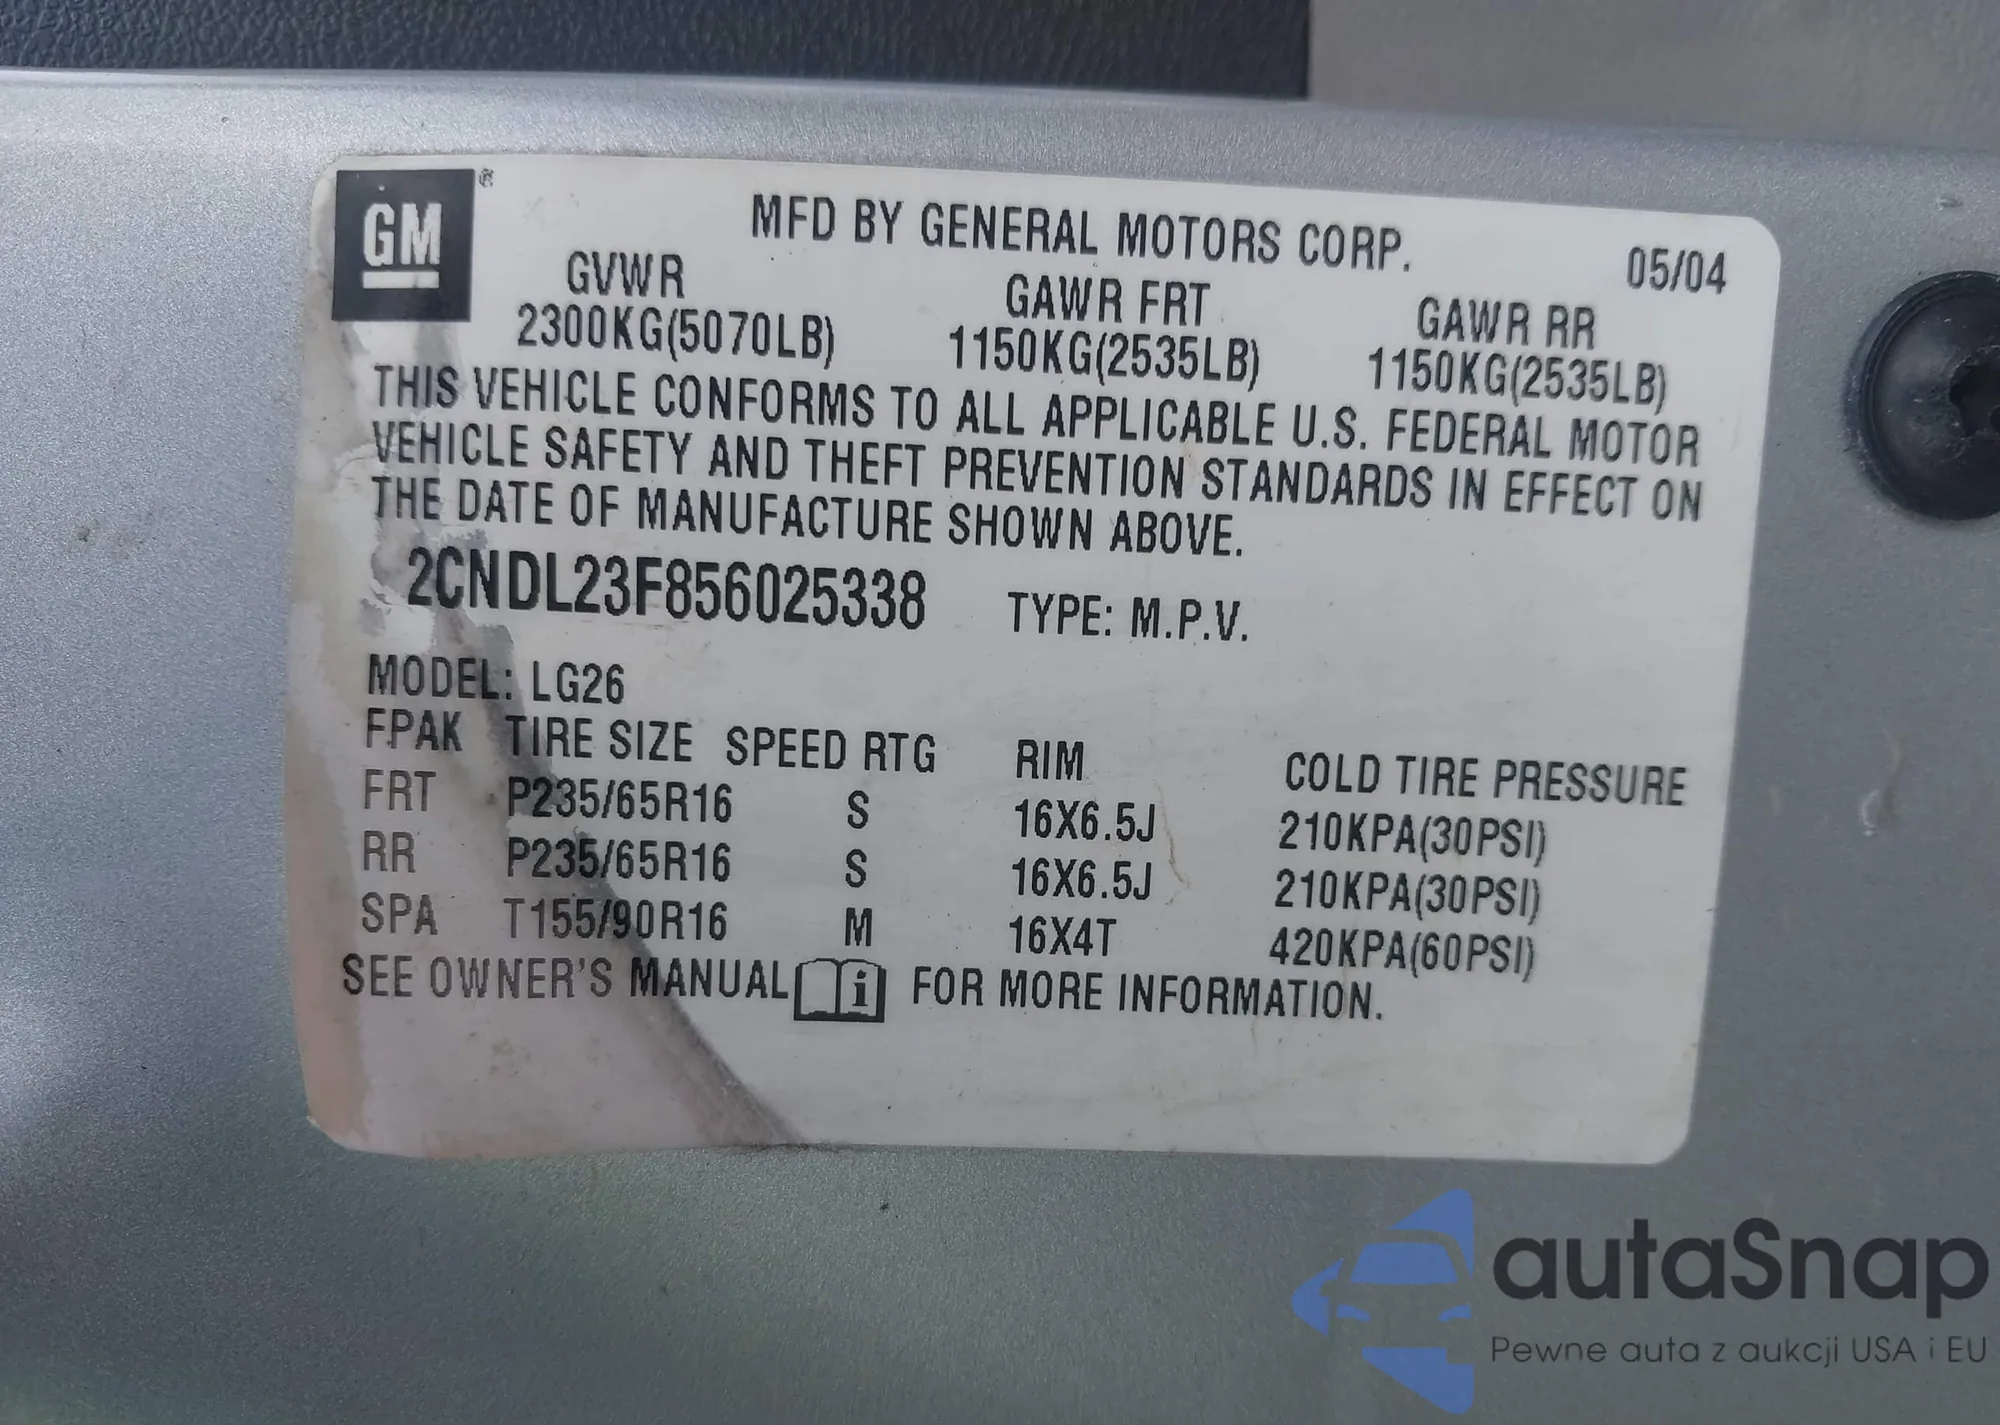 GM
MFD BY GENERAL MOTORS CORP.
05/04
GVWR GAWR FRT GAWR RR
2300KG(5070LB) 1150KG(2535LB) 1150KG(2535LB)
THIS VEHICLE CONFORMS TO ALL APPLICABLE U.S. FEDERAL MOTOR
VEHICLE SAFETY AND THEFT PREVENTION STANDARDS IN EFFECT ON
THE DATE OF MANUFACTURE SHOWN ABOVE.
2CNDL23F856025338 TYPE: M.P.V.
MODEL: LG26
FPAK TIRE SIZE SPEED RTG RIM COLD TIRE PRESSURE
FRT P235/65R16 S 16X6.5J 210KPA(30PSI)
RR P235/65R16 S 16X6.5J 210KPA(30PSI)
SPA T155/90R16 M 16X4T 420KPA(60PSI)
SEE OWNER'S MANUAL i FOR MORE INFORMATION.
autaSnap
Pewne auta z aukcji USA i EU